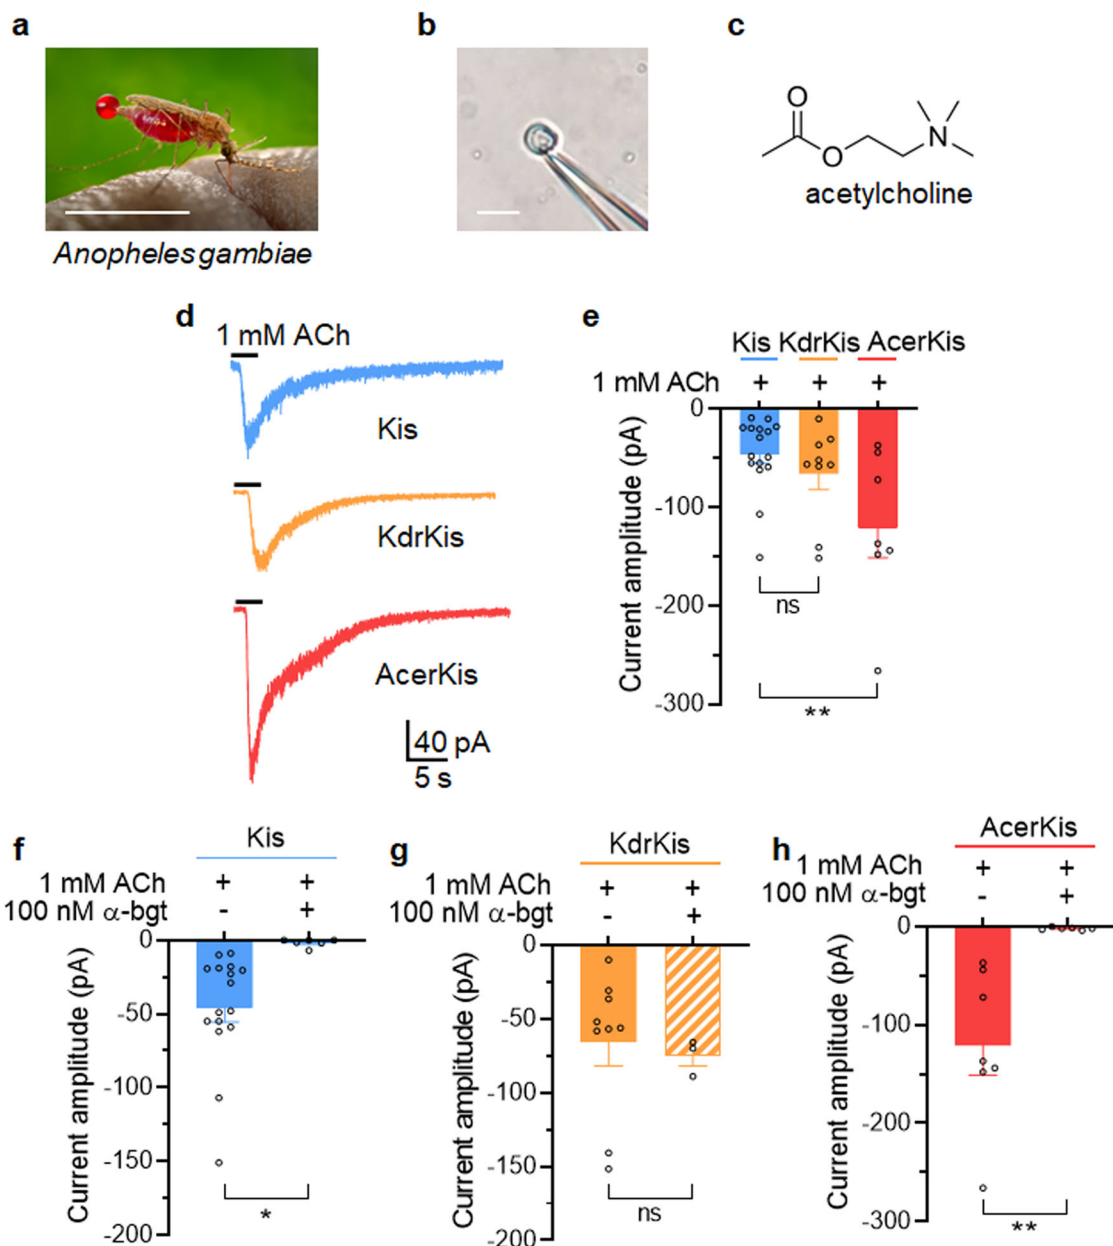 a
b
c
O
O
N
acetylcholine
Anopheles gambiae
d
1 mM ACh
Kis
KdrKis
AcerKis
40 pA
5 s
e
Kis KdrKis AcerKis
1 mM ACh + + +
Current amplitude (pA)
0
-100
-200
-300
ns
**
f
Kis
1 mM ACh + +
100 nM α-bgt - +
Current amplitude (pA)
0
-50
-100
-150
-200
*
g
KdrKis
1 mM ACh + +
100 nM α-bgt - +
Current amplitude (pA)
0
-50
-100
-150
-200
ns
h
AcerKis
1 mM ACh + +
100 nM α-bgt - +
Current amplitude (pA)
0
-100
-200
-300
**